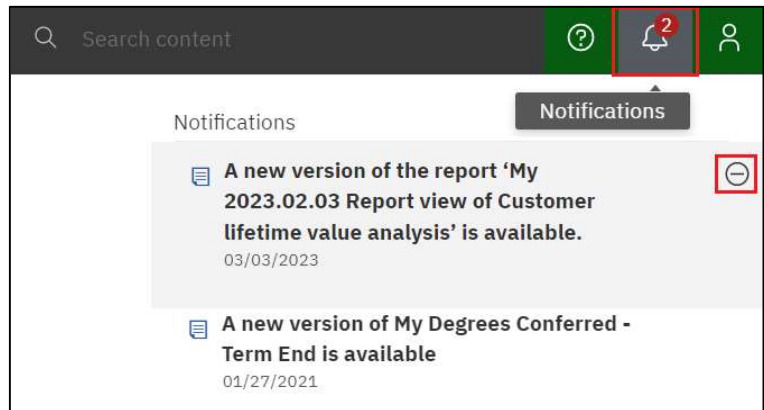 Search content
2
Notifications
Notifications
A new version of the report ‘My
2023.02.03 Report view of Customer
lifetime value analysis’ is available.
03/03/2023
A new version of My Degrees Conferred -
Term End is available
01/27/2021